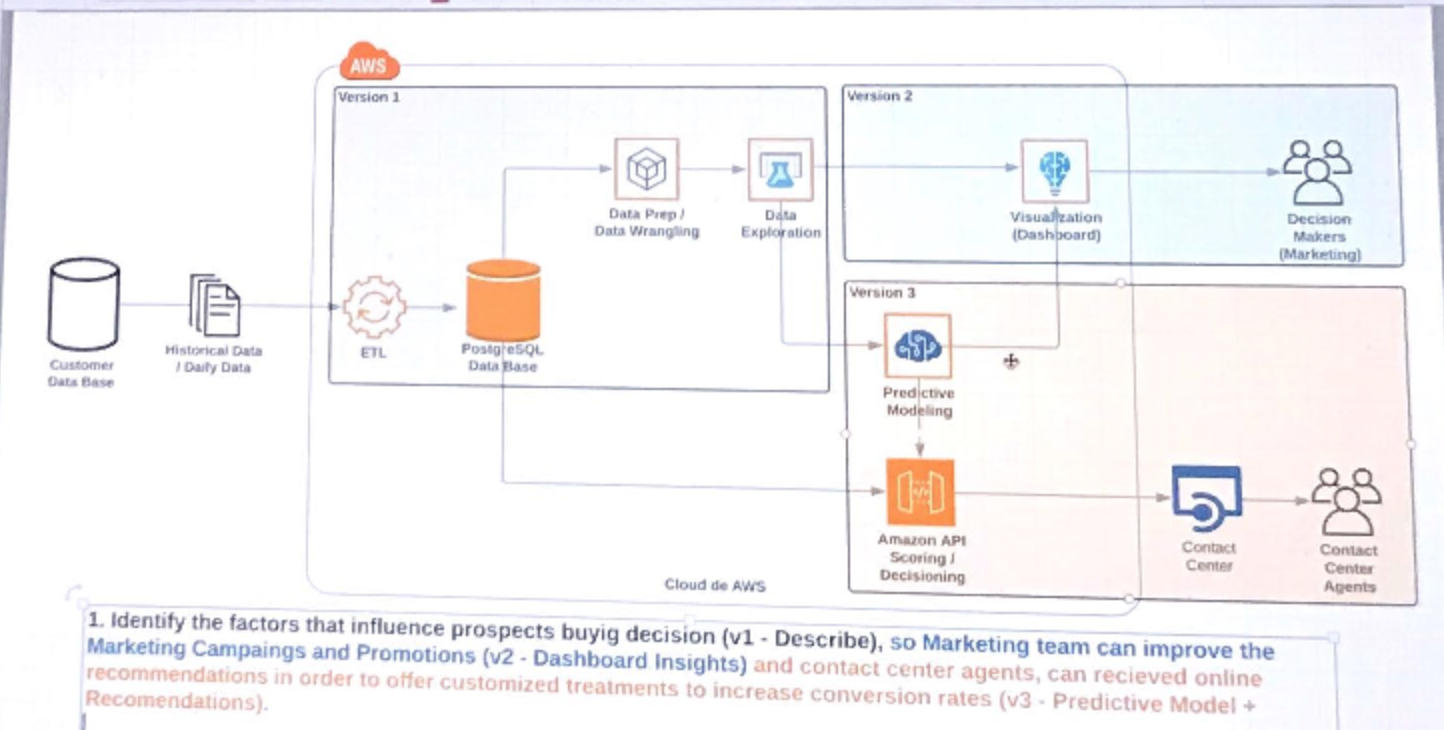 AWS
Version 1
Version 2
Data Prep /
Data Wrangling
Data
Exploration
Visualization
(Dashboard)
Decision
Makers
(Marketing)
Customer
Data Base
Historical Data
/ Daily Data
ETL
PostgreSQL
Data Base
Version 3
Predictive
Modeling
Amazon API
Scoring /
Decisioning
Contact
Center
Contact
Center
Agents
Cloud de AWS
1. Identify the factors that influence prospects buyig decision (v1 - Describe), so Marketing team can improve the
Marketing Campaings and Promotions (v2 - Dashboard Insights) and contact center agents, can recieved online
recommendations in order to offer customized treatments to increase conversion rates (v3 - Predictive Model +
Recomendations).